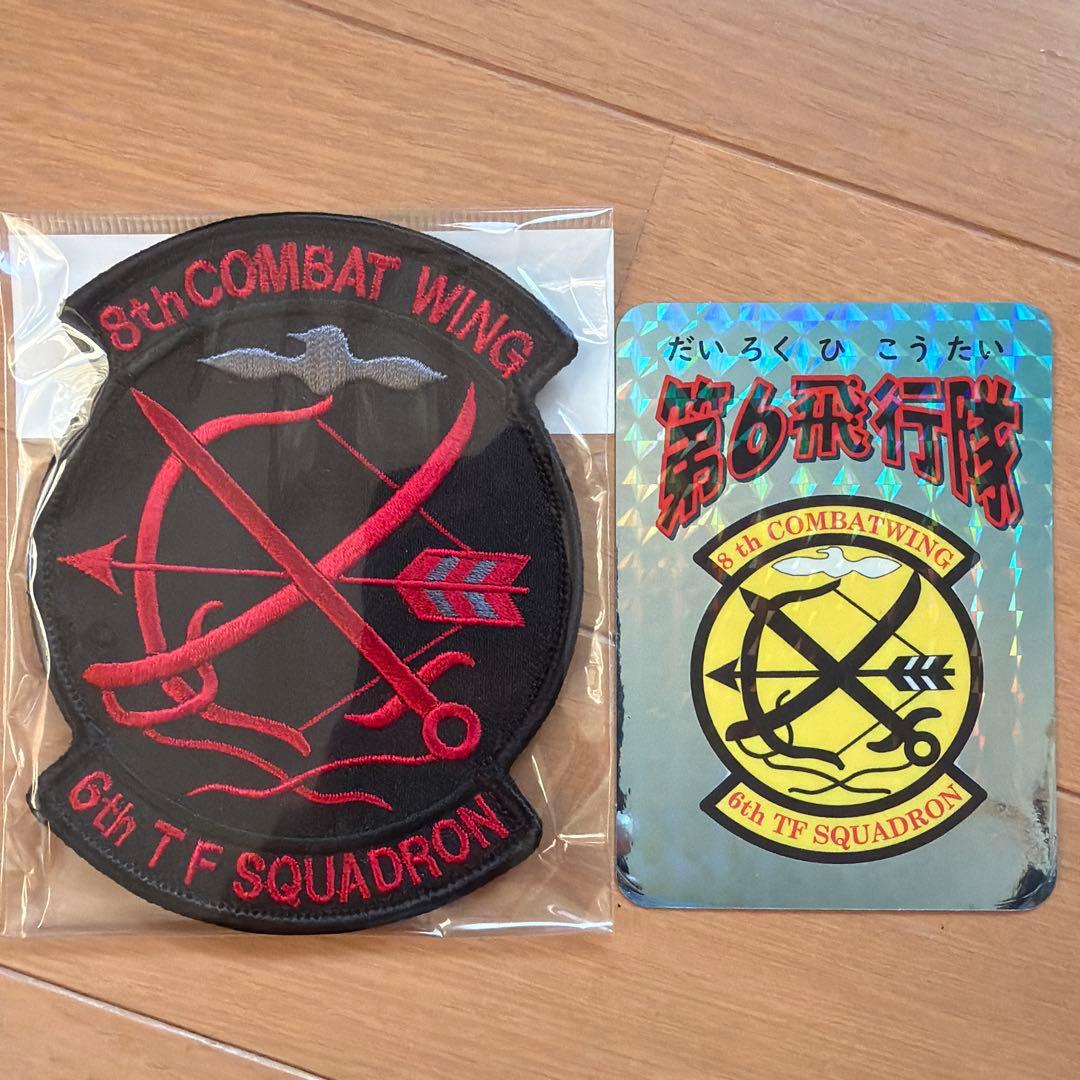 8th COMBAT WING
6th TF SQUADRON
だいろくひこうたい
第6飛行隊
8 th COMBATWING
6th TF SQUADRON